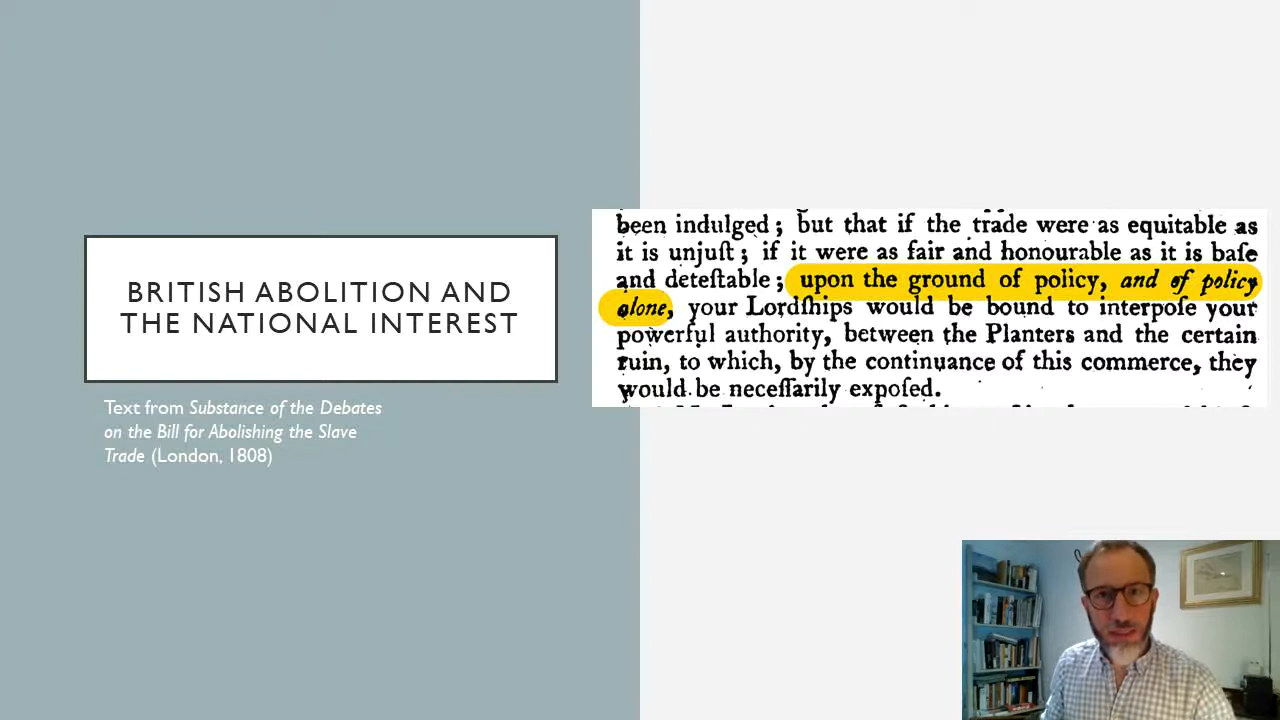 BRITISH ABOLITION AND
THE NATIONAL INTEREST
Text from Substance of the Debates
on the Bill for Abolishing the Slave
Trade (London, 1808)
been indulged; but that if the trade were as equitable as
it is unjuſt; if it were as fair and honourable as it is baſe
and deteſtable; upon the ground of policy, and of policy
alone, your Lordſhips would be bound to interpoſe your
powerful authority, between the Planters and the certain
ruin, to which, by the continuance of this commerce, they
would be neceſſarily expoſed.